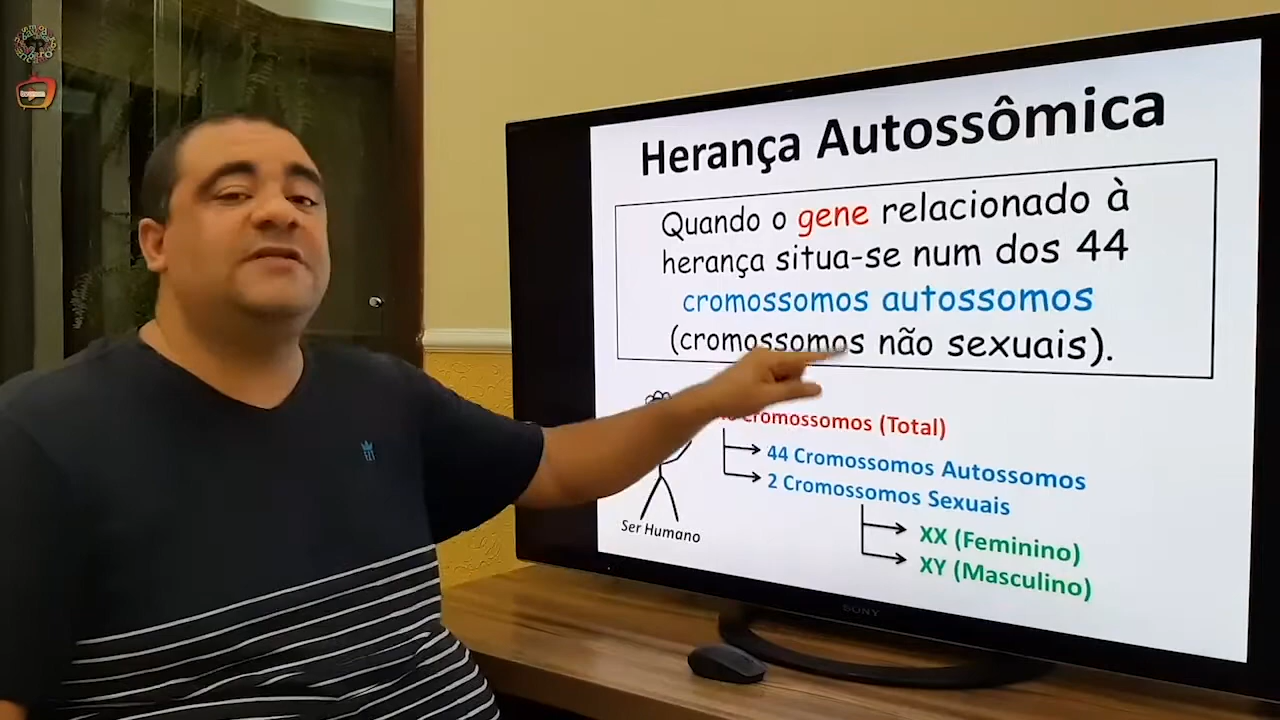 Herança Autossômica
Quando o gene relacionado à
herança situa-se num dos 44
cromossomos autossomos
(cromossomos não sexuais).
Cromossomos (Total)
44 Cromossomos Autossomos
2 Cromossomos Sexuais
XX (Feminino)
XY (Masculino)
Ser Humano
SONY